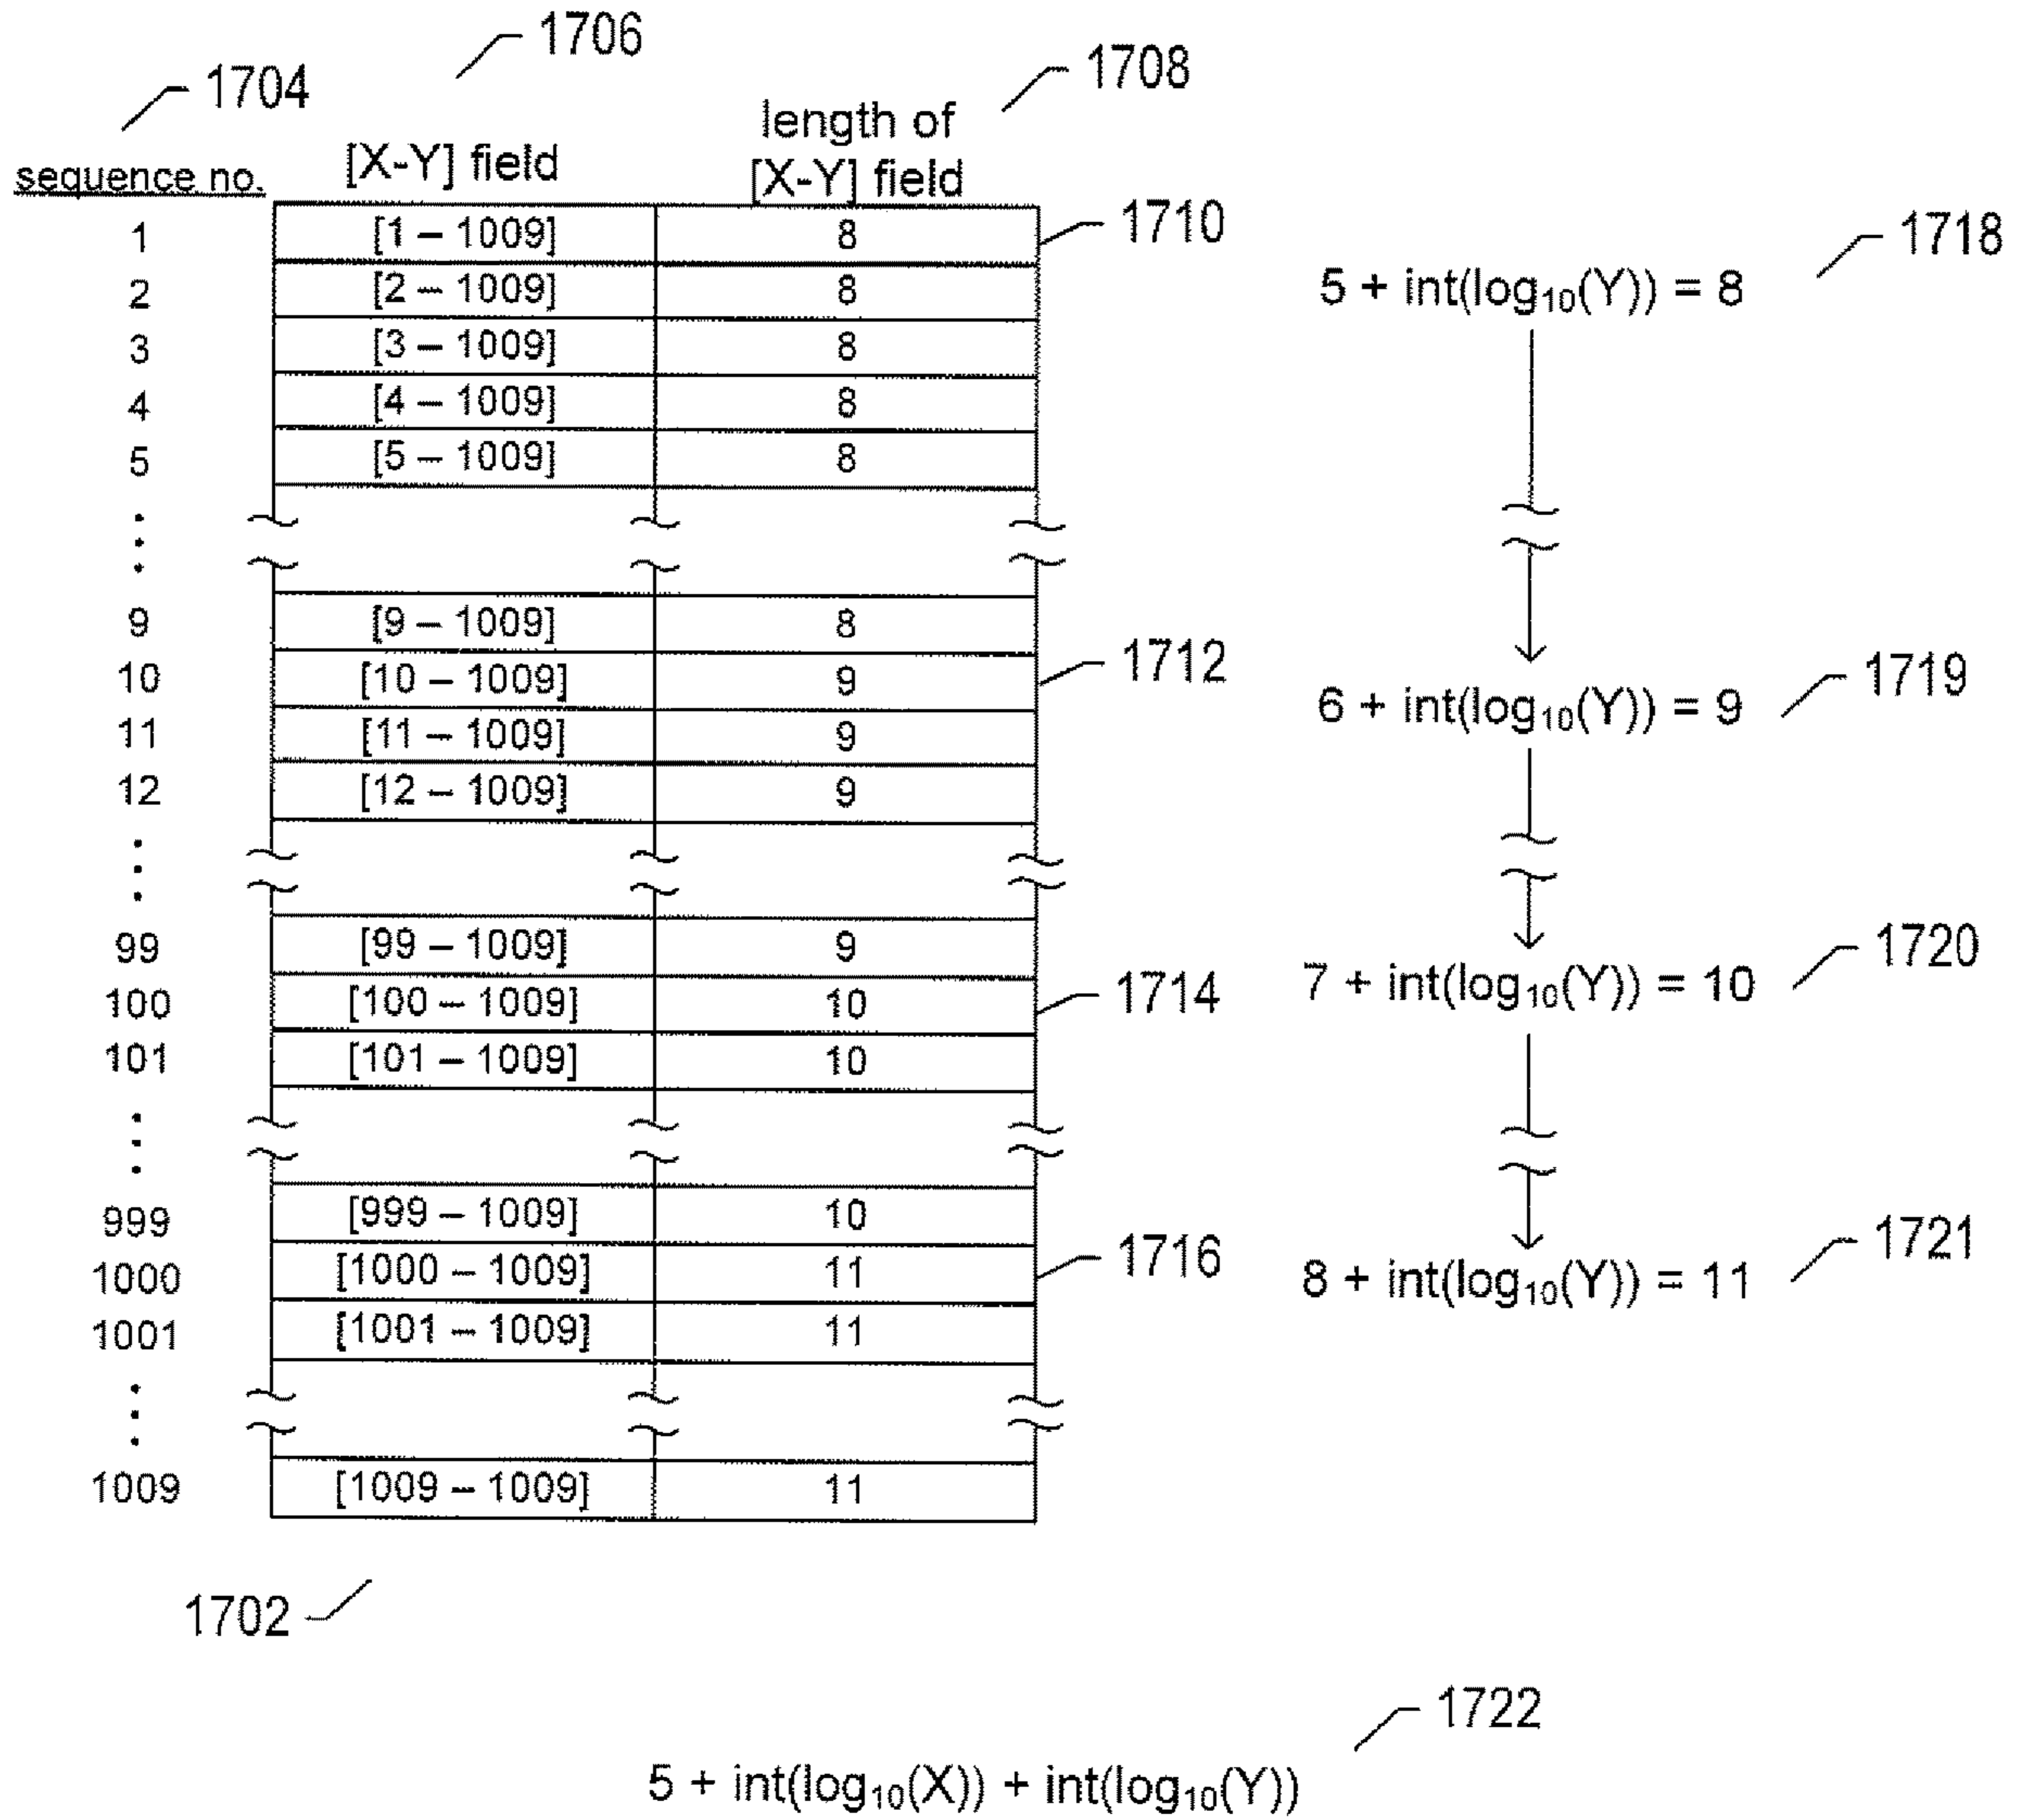 1706
1704
1708
sequence no.
[X-Y] field
length of
[X-Y] field
1 [1 – 1009] 8 1710
1718
2 [2 – 1009] 8
5 + int(log10(Y)) = 8
3 [3 – 1009] 8
4 [4 – 1009] 8
5 [5 – 1009] 8
9 [9 – 1009] 8
10 [10 – 1009] 9 1712
1719
6 + int(log10(Y)) = 9
11 [11 – 1009] 9
12 [12 – 1009] 9
99 [99 – 1009] 9
1720
100 [100 – 1009] 10 1714
7 + int(log10(Y)) = 10
101 [101 – 1009] 10
999 [999 – 1009] 10
1721
1000 [1000 – 1009] 11 1716
8 + int(log10(Y)) = 11
1001 [1001 – 1009] 11
1009 [1009 – 1009] 11
1702
1722
5 + int(log10(X)) + int(log10(Y))